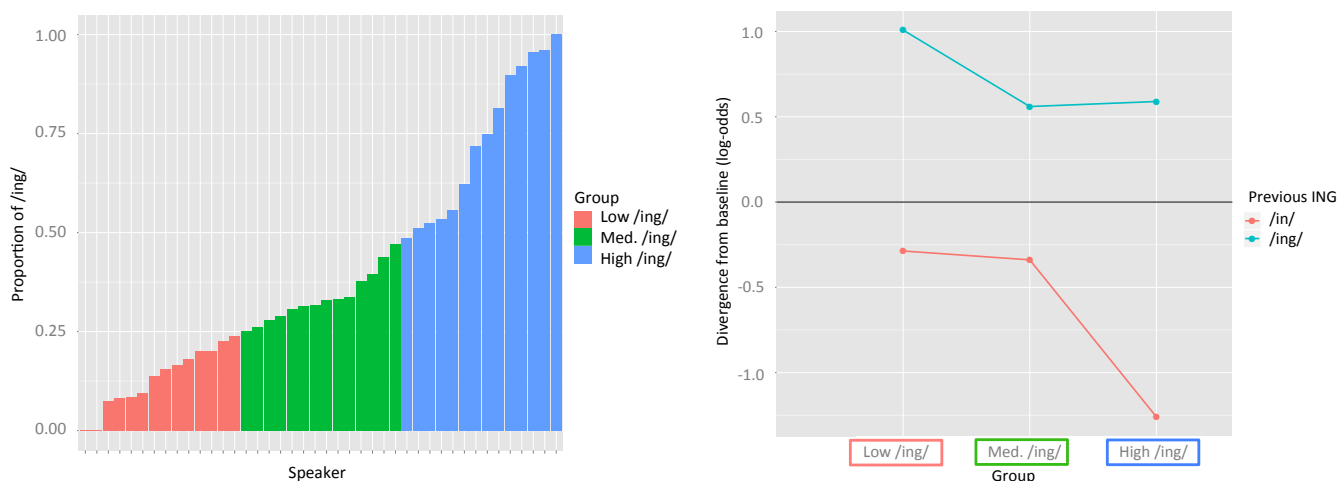 1.00
0.75
0.50
0.25
0.00
Proportion of /ing/
Speaker
Group
Low /ing/
Med. /ing/
High /ing/
1.0
0.5
0.0
-0.5
-1.0
Divergence from baseline (log-odds)
Low /ing/
Med. /ing/
High /ing/
Group
Previous ING
/in/
/ing/